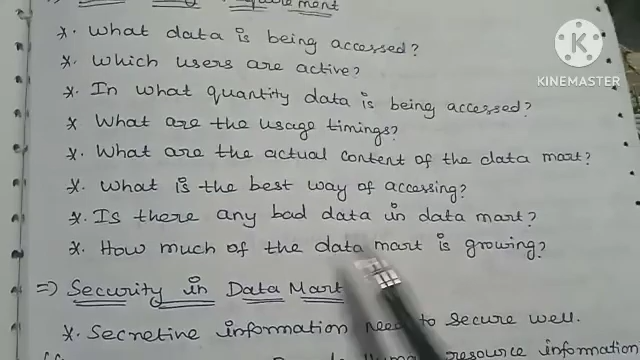 * What data is being accessed?
* Which users are active?
* In what quantity data is being accessed?
* What are the usage timings?
* What are the actual content of the data mart?
* What is the best way of accessing?
* Is there any bad data in data mart?
* How much of the data mart is growing?
=> Security in Data Mart
* Secretive information need to secure well.
resource information
KINEMASTER